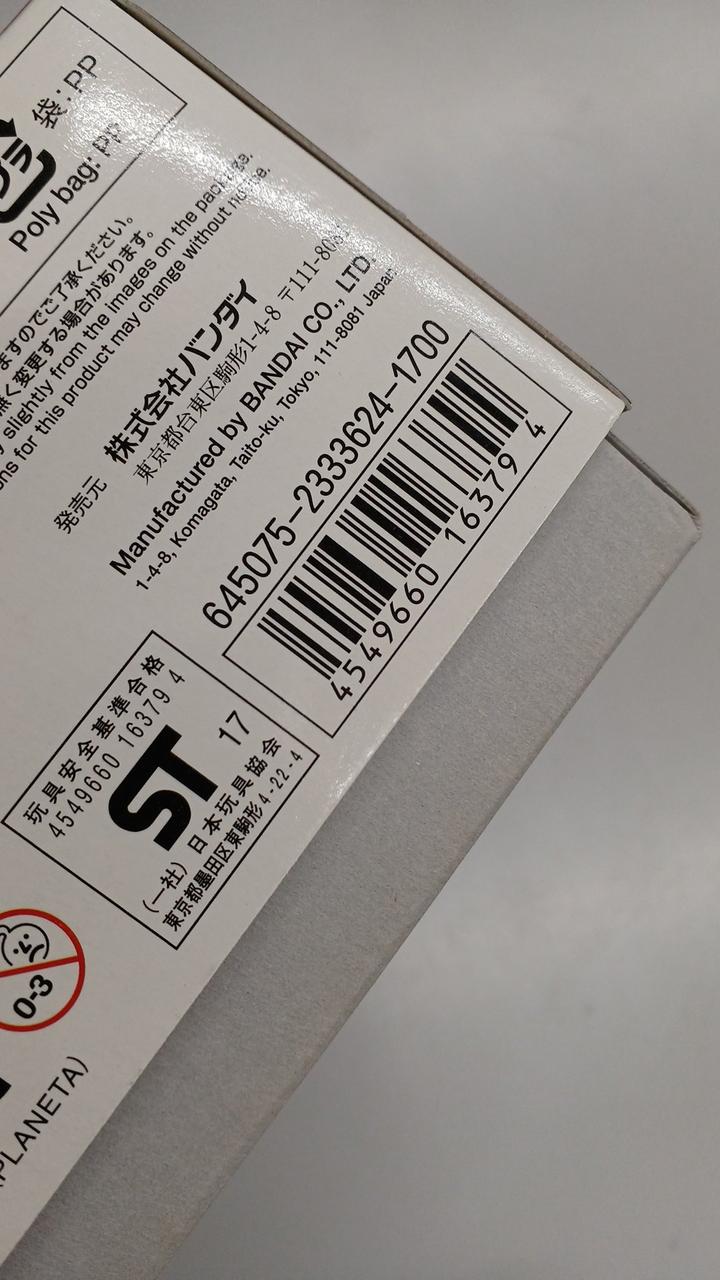 プラ
袋：PP
Poly bag: PP
ますのでご了承ください。
無く変更する場合があります。
slightly from the images on the package.
for this product may change without notice.
発売元 株式会社バンダイ
東京都台東区駒形1-4-8 〒111-8081
Manufactured by BANDAI CO., LTD.
1-4-8, Komagata, Taito-ku, Tokyo, 111-8081 Japan
645075-2333624-1700
4549660 163794
玩具安全基準合格
4549660 16379 4
ST 17
(一社) 日本玩具協会
東京都墨田区東駒形4-22-4
0-3
PLANETA)